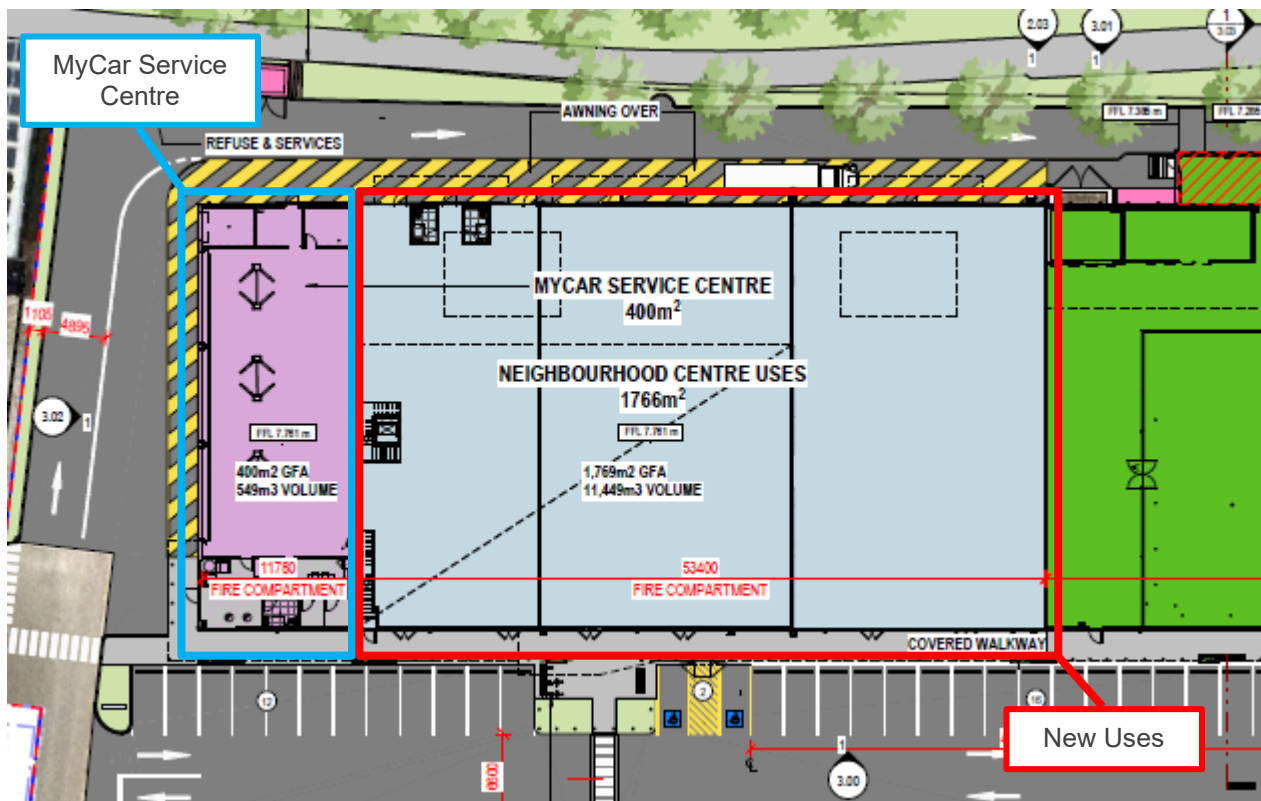 MyCar Service
Centre
2.03
1
3.01
1
1
3.03
AWNING OVER
FFL 7.385 m
REFUSE & SERVICES
MYCAR SERVICE CENTRE
400m²
1105
4895
NEIGHBOURHOOD CENTRE USES
1766m²
3.02
1
FFL 7.761 m
FFL 7.761 m
400m2 GFA
549m3 VOLUME
1,769m2 GFA
11,449m3 VOLUME
11780
FIRE COMPARTMENT
53400
FIRE COMPARTMENT
COVERED WALKWAY
12
2
16
New Uses
6600
1
3.00